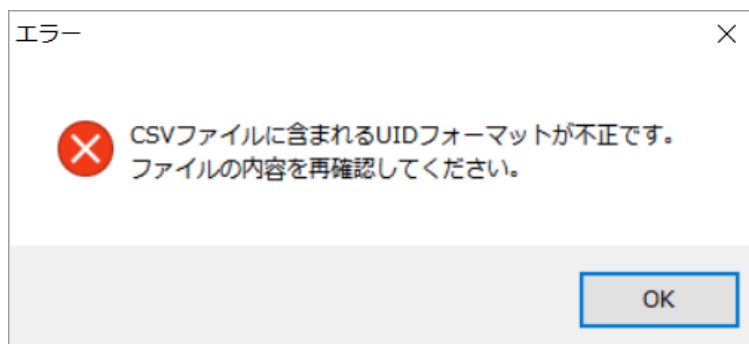 エラー
CSVファイルに含まれるUIDフォーマットが不正です。
ファイルの内容を再確認してください。
OK